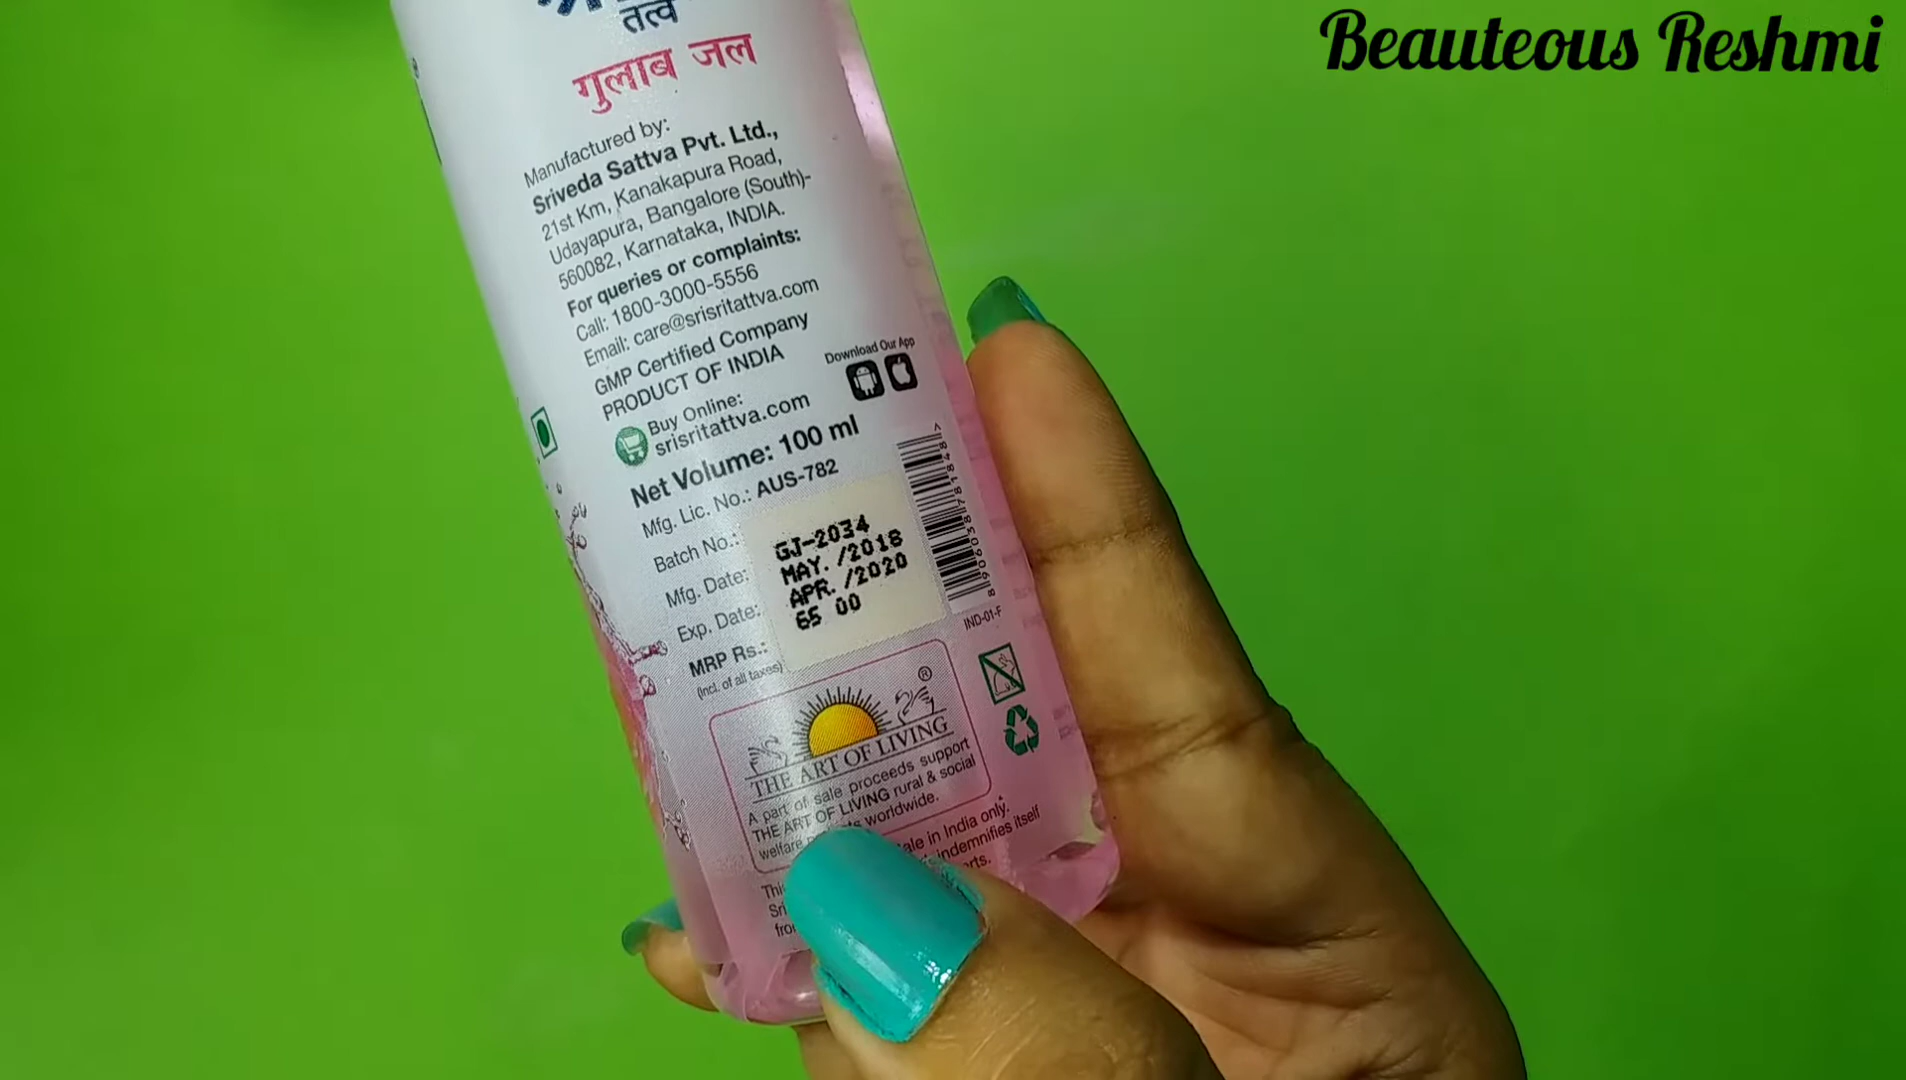 Beauteous Reshmi
तत्वं
गुलाब जल
Manufactured by:
Sriveda Sattva Pvt. Ltd.,
21st Km, Kanakapura Road,
Udayapura, Bangalore (South)-
560082, Karnataka, INDIA.
For queries or complaints:
Call: 1800-3000-5556
Email: care@srisritattva.com
GMP Certified Company
PRODUCT OF INDIA
Download Our App
Buy Online:
srisritattva.com
Net Volume: 100 ml
Mfg. Lic. No.: AUS-782
Batch No.: GJ-2034
Mfg. Date: MAY. /2018
Exp. Date: APR. /2020
MRP Rs.: 65 00
(Incl. of all taxes)
8906038781848
IND-01-F
®
THE ART OF LIVING
A part of sale proceeds support
THE ART OF LIVING rural & social
welfare worldwide.
in India only.
indemnifies itself